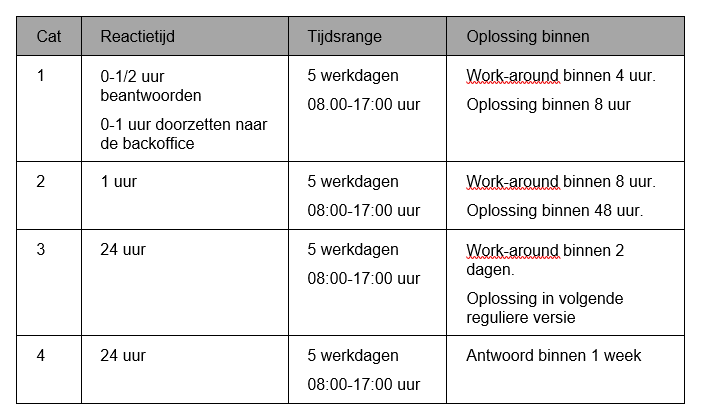 Cat Reactietijd Tijdsrange Oplossing binnen
1 0-1/2 uur beantwoorden 5 werkdagen Work-around binnen 4 uur.
0-1 uur doorzetten naar de backoffice 08.00-17:00 uur Oplossing binnen 8 uur
2 1 uur 5 werkdagen Work-around binnen 8 uur.
08:00-17:00 uur Oplossing binnen 48 uur.
3 24 uur 5 werkdagen Work-around binnen 2 dagen.
08:00-17:00 uur Oplossing in volgende reguliere versie
4 24 uur 5 werkdagen Antwoord binnen 1 week
08:00-17:00 uur